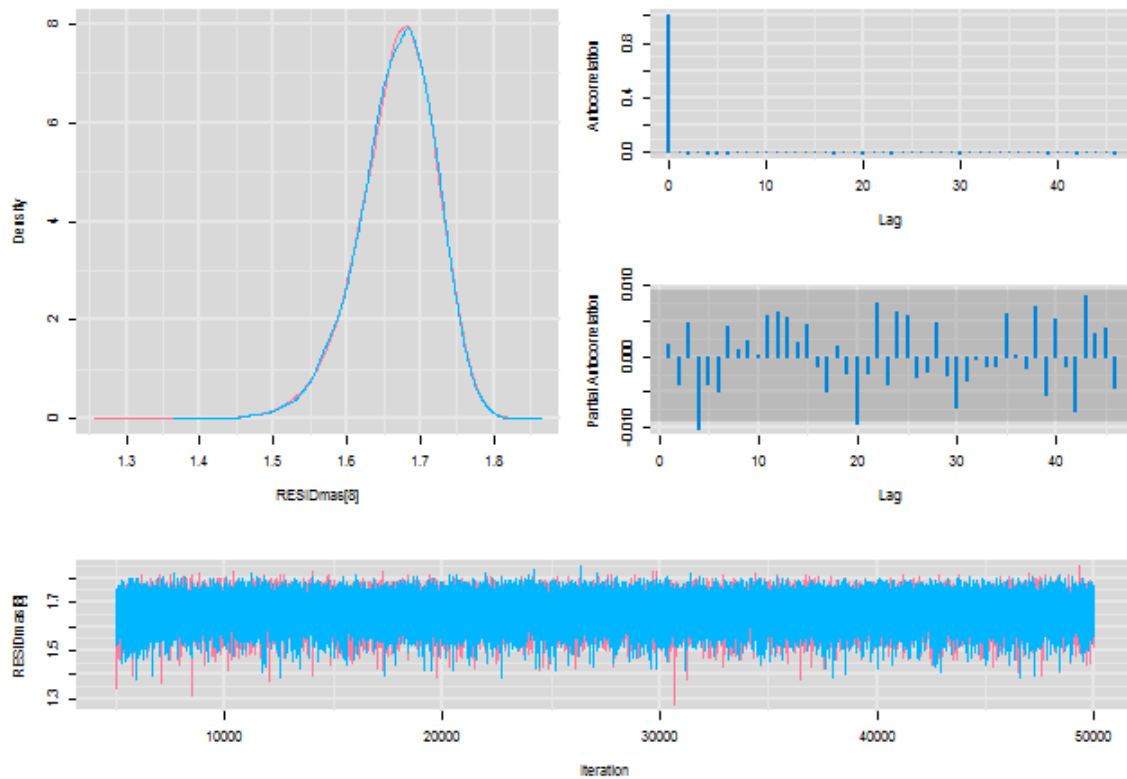 Density
8
6
4
2
0
1.3 1.4 1.5 1.6 1.7 1.8
RESIDmas[8]
Autocorrelation
0.8
0.4
0.0
0 10 20 30 40
Lag
Partial Autocorrelation
0.010
0.000
-0.010
0 10 20 30 40
Lag
RESIDmas[8]
1.7
1.5
1.3
10000 20000 30000 40000 50000
Iteration